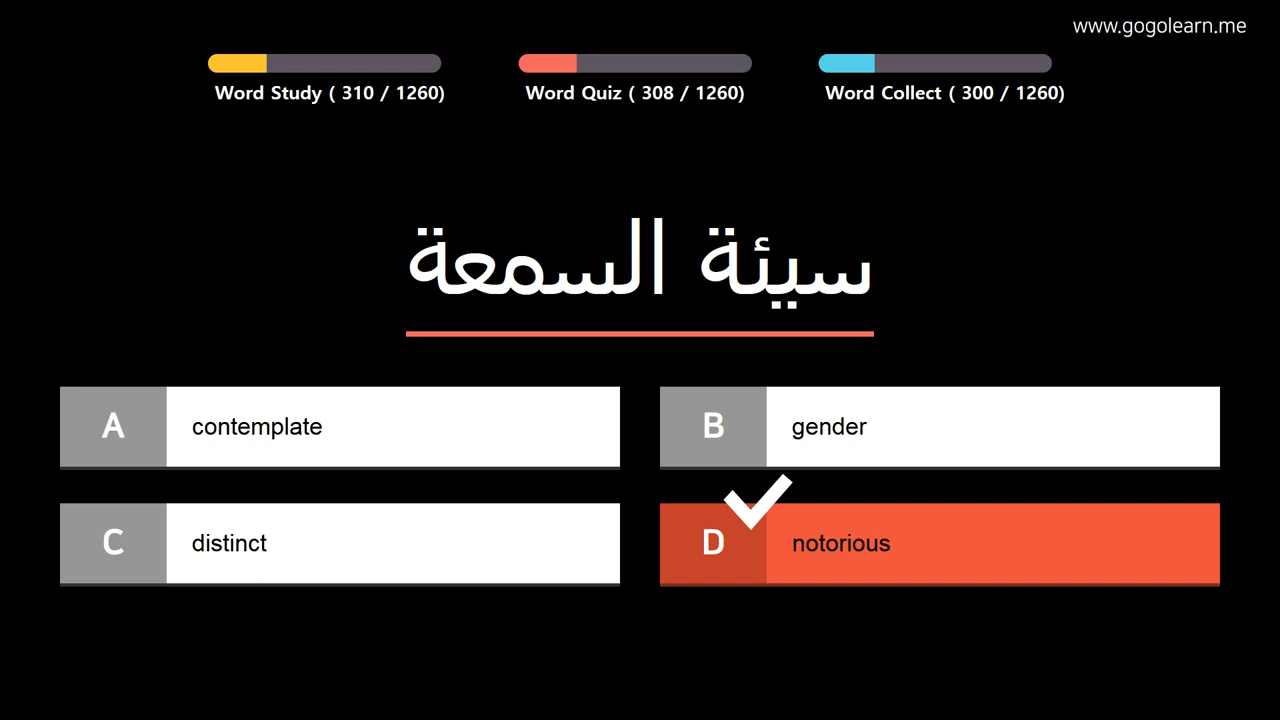 www.gogolearn.me
Word Study ( 310 / 1260)
Word Quiz ( 308 / 1260)
Word Collect ( 300 / 1260)
سيئة السمعة
A contemplate
B gender
C distinct
D notorious